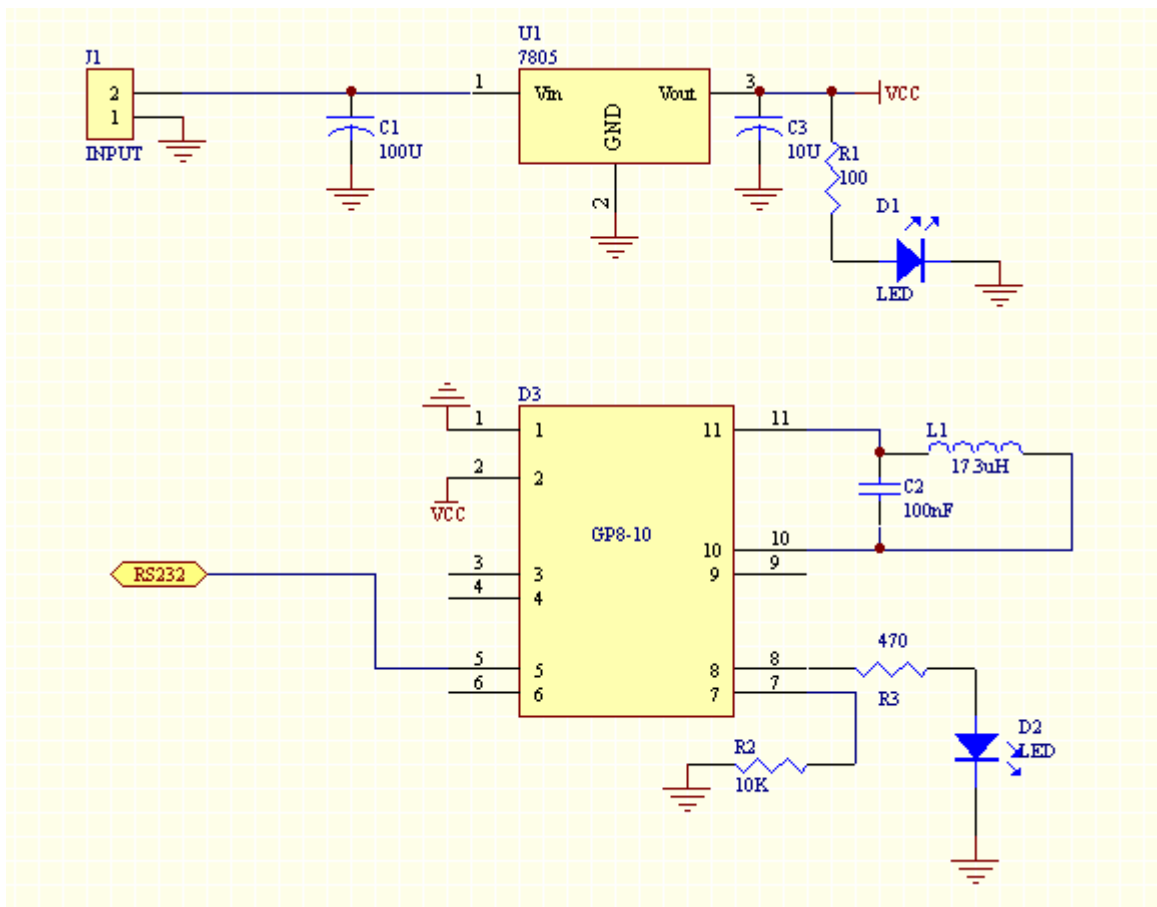 U1
7805
J1
2
1
INPUT
1
Vin
Vout
GND
3
2
VCC
C1
100U
C3
10U
R1
100
D1
LED
D3
1
1
11
11
L1
17.3uH
2
2
VCC
C2
100nF
GP8-10
10
10
9
9
RS232
3
3
4
4
470
5
5
8
8
6
6
7
7
R3
D2
LED
R2
10K